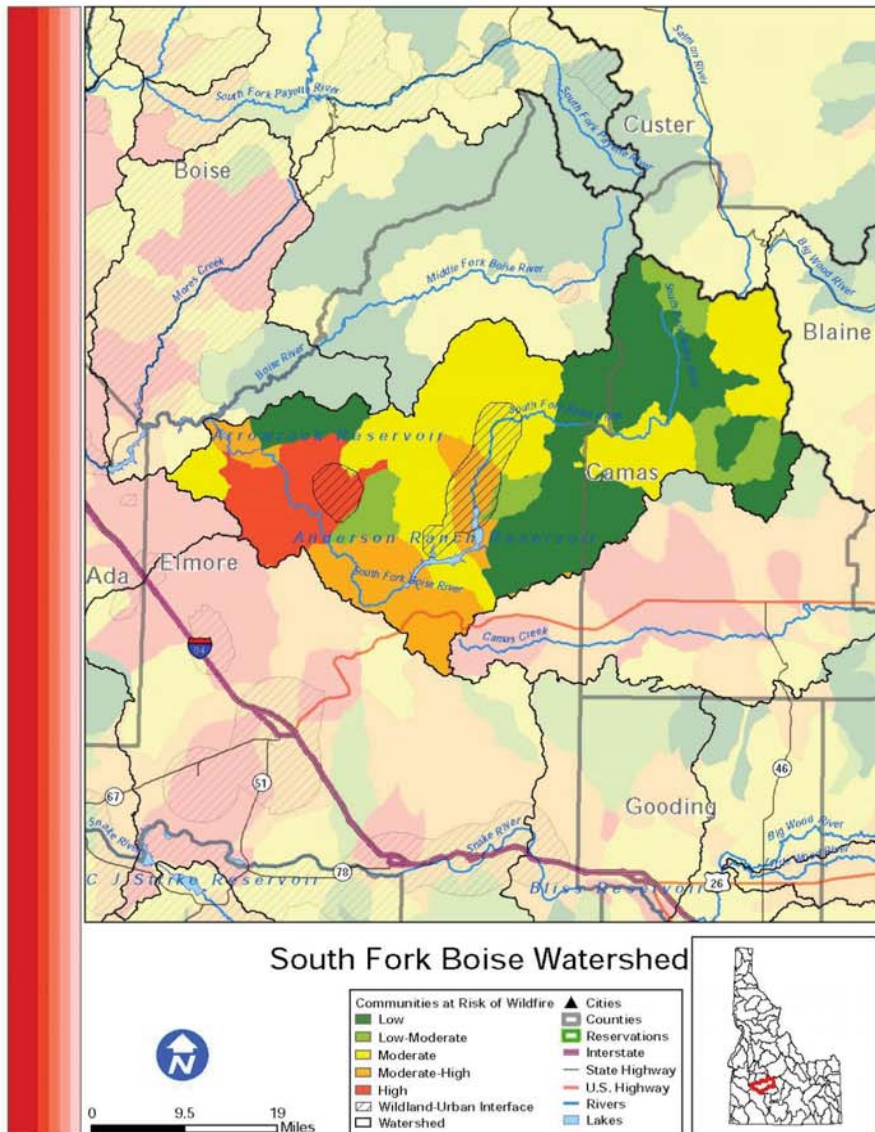 South Fork Payette River
Salmon River
South Fork Payette River
Custer
Boise
Big Wood River
Mores Creek
Middle Fork Boise River
Blaine
Boise River
Arrowrock Reservoir
Camas
Anderson Ranch Reservoir
Ada
Elmore
South Fork Boise River
Camas Creek
84
51
46
67
Gooding
Snake River
Snake River
Big Wood River
78
C J Strike Reservoir
Bliss Reservoir
26
South Fork Boise Watershed
Communities at Risk of Wildfire
Low
Low-Moderate
Moderate
Moderate-High
High
Wildland-Urban Interface
Watershed
Cities
Counties
Reservations
Interstate
State Highway
U.S. Highway
Rivers
Lakes
N
0 9.5 19
Miles